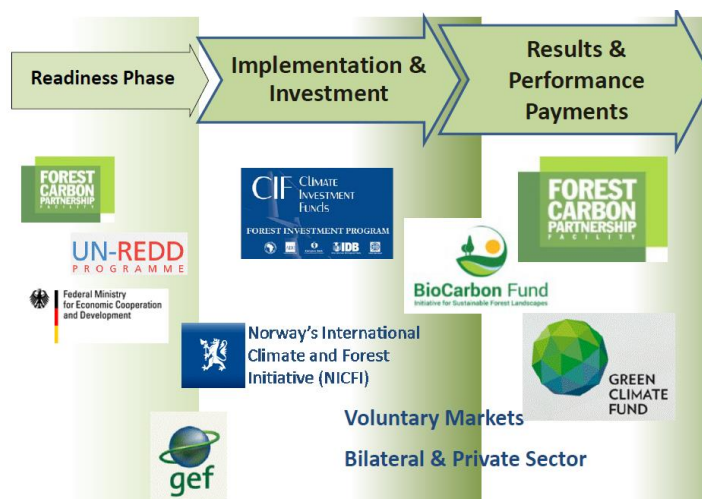 Readiness Phase
Implementation &
Investment
Results &
Performance
Payments
FOREST
CARBON
PARTNERSHIP
FACILITY
UN-REDD
PROGRAMME
Federal Ministry
for Economic Cooperation
and Development
CIF CLIMATE
INVESTMENT
FUNDS
FOREST INVESTMENT PROGRAM
IDB
BioCarbon Fund
Initiative for Sustainable Forest Landscapes
FOREST
CARBON
PARTNERSHIP
FACILITY
Norway's International
Climate and Forest
Initiative (NICFI)
GREEN
CLIMATE
FUND
gef
Voluntary Markets
Bilateral & Private Sector